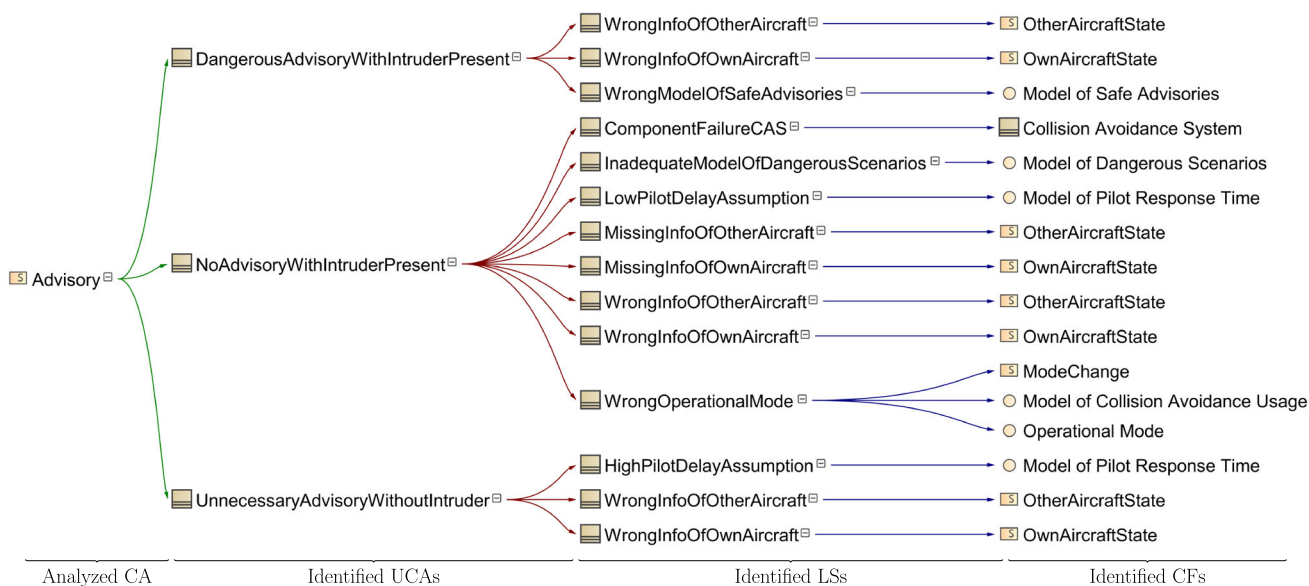 WrongInfoOfOtherAircraft OtherAircraftState
DangerousAdvisoryWithIntruderPresent WrongInfoOfOwnAircraft OwnAircraftState
WrongModelOfSafeAdvisories Model of Safe Advisories
ComponentFailureCAS Collision Avoidance System
InadequateModelOfDangerousScenarios Model of Dangerous Scenarios
LowPilotDelayAssumption Model of Pilot Response Time
MissingInfoOfOtherAircraft OtherAircraftState
NoAdvisoryWithIntruderPresent MissingInfoOfOwnAircraft OwnAircraftState
S Advisory
WrongInfoOfOtherAircraft OtherAircraftState
WrongInfoOfOwnAircraft OwnAircraftState
ModeChange
WrongOperationalMode Model of Collision Avoidance Usage
Operational Mode
HighPilotDelayAssumption Model of Pilot Response Time
UnnecessaryAdvisoryWithoutIntruder WrongInfoOfOtherAircraft OtherAircraftState
WrongInfoOfOwnAircraft OwnAircraftState
Analyzed CA Identified UCAs Identified LSs Identified CFs